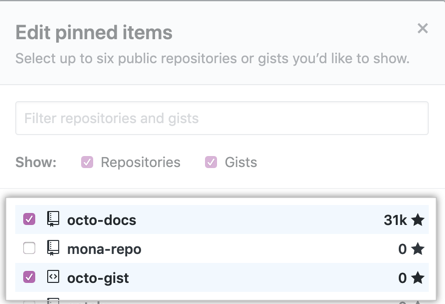 Edit pinned items
Select up to six public repositories or gists you'd like to show.
Filter repositories and gists
Show: Repositories Gists
octo-docs 31k
mona-repo 0
octo-gist 0